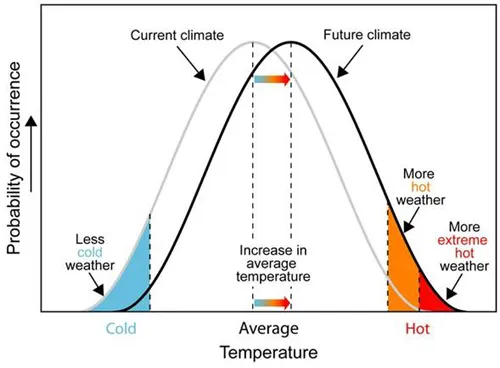 Current climate
Future climate
Probability of occurrence
More
hot
weather
Less
cold
weather
More
extreme
hot
weather
Increase in
average
temperature
Cold
Average
Hot
Temperature